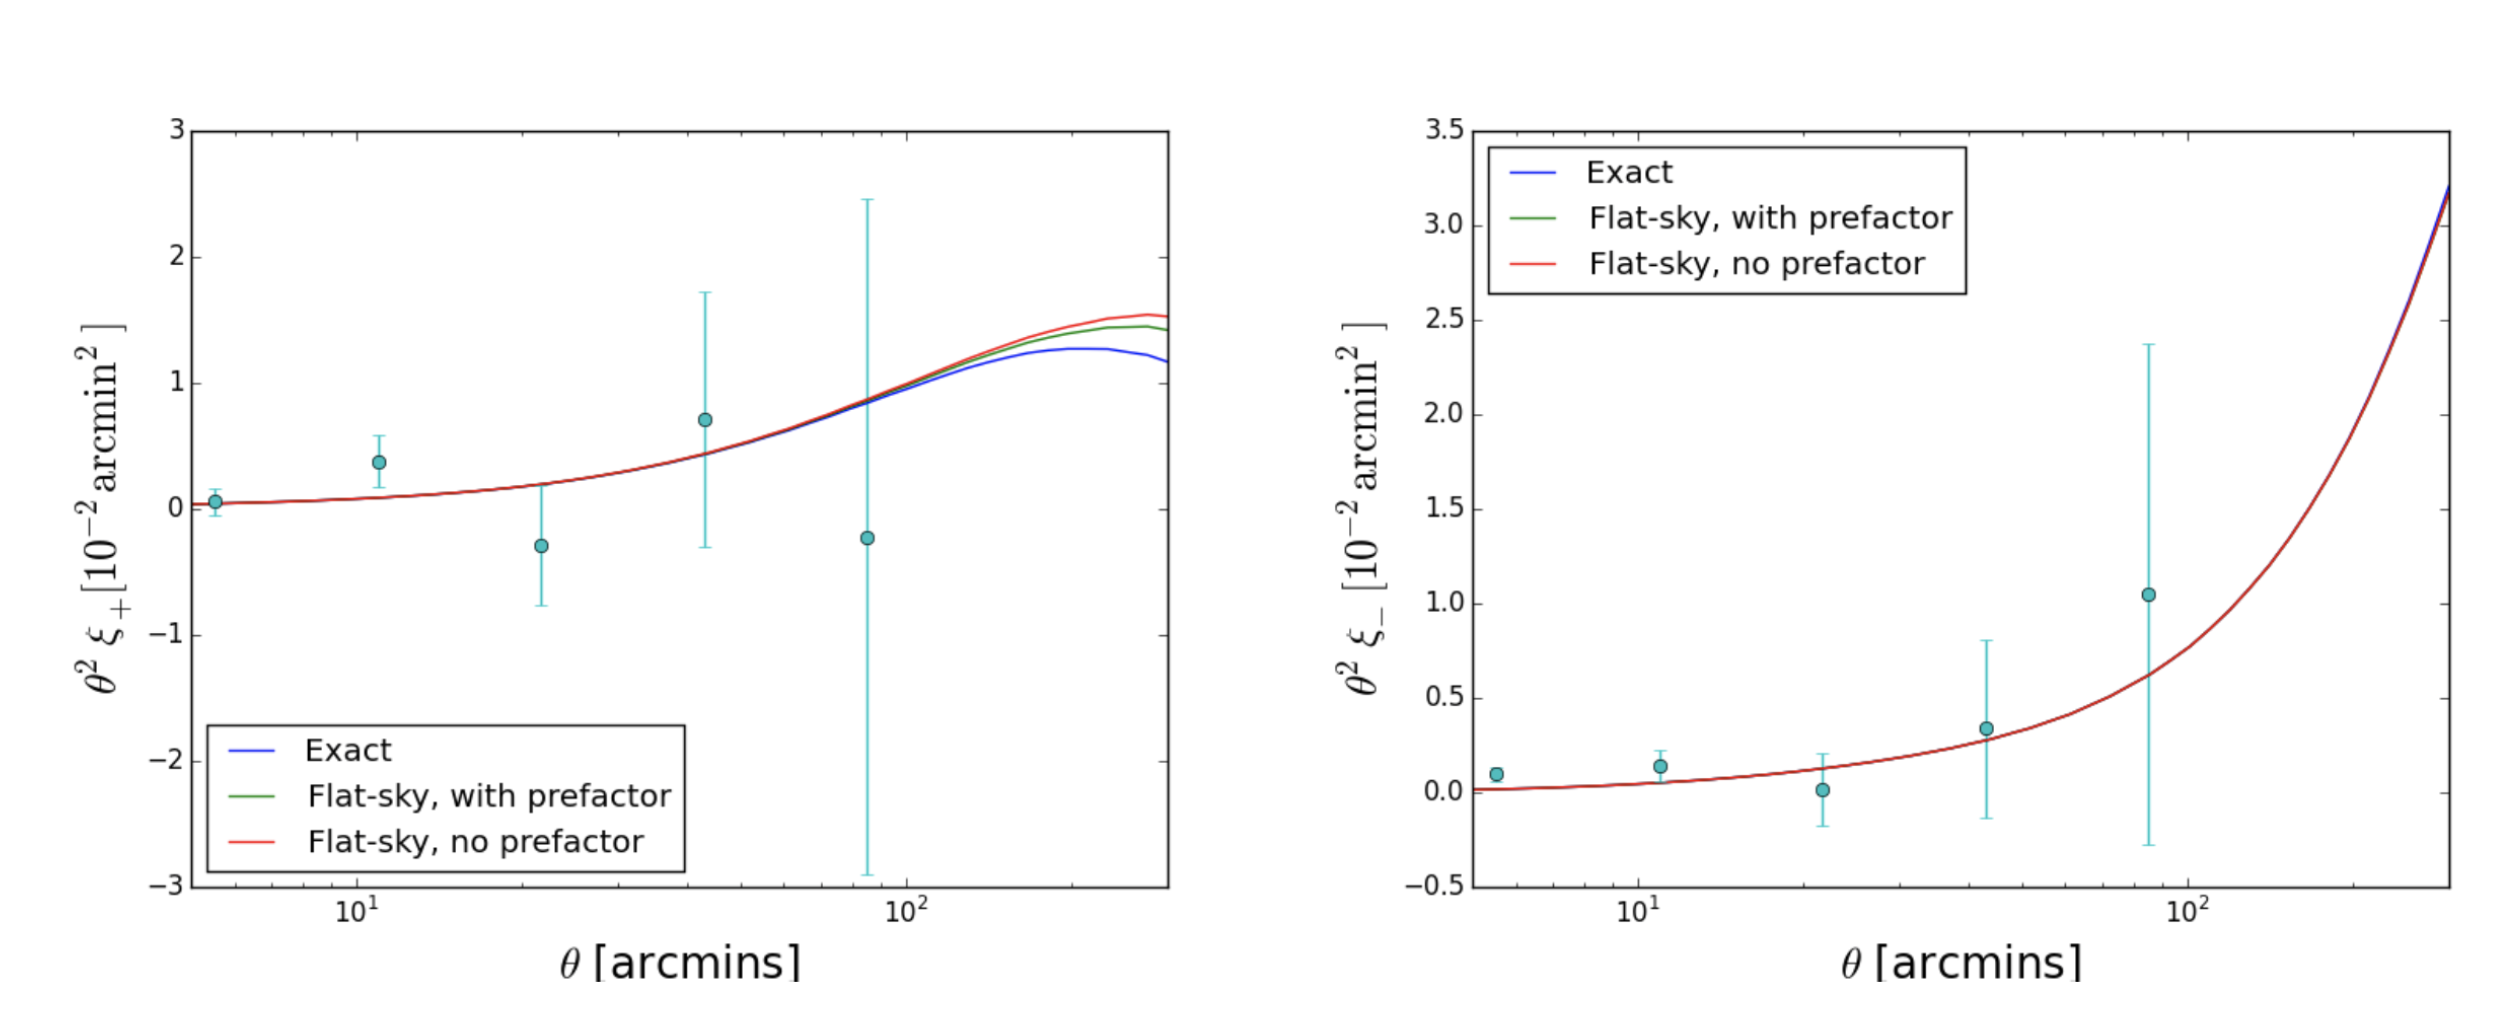 3
2
1
0
−1
−2
−3
θ² ξ₊ [10⁻² arcmin²]
Exact
Flat-sky, with prefactor
Flat-sky, no prefactor
10¹ 10²
θ [arcmins]
3.5
3.0
2.5
2.0
1.5
1.0
0.5
0.0
−0.5
θ² ξ₋ [10⁻² arcmin²]
Exact
Flat-sky, with prefactor
Flat-sky, no prefactor
10¹ 10²
θ [arcmins]